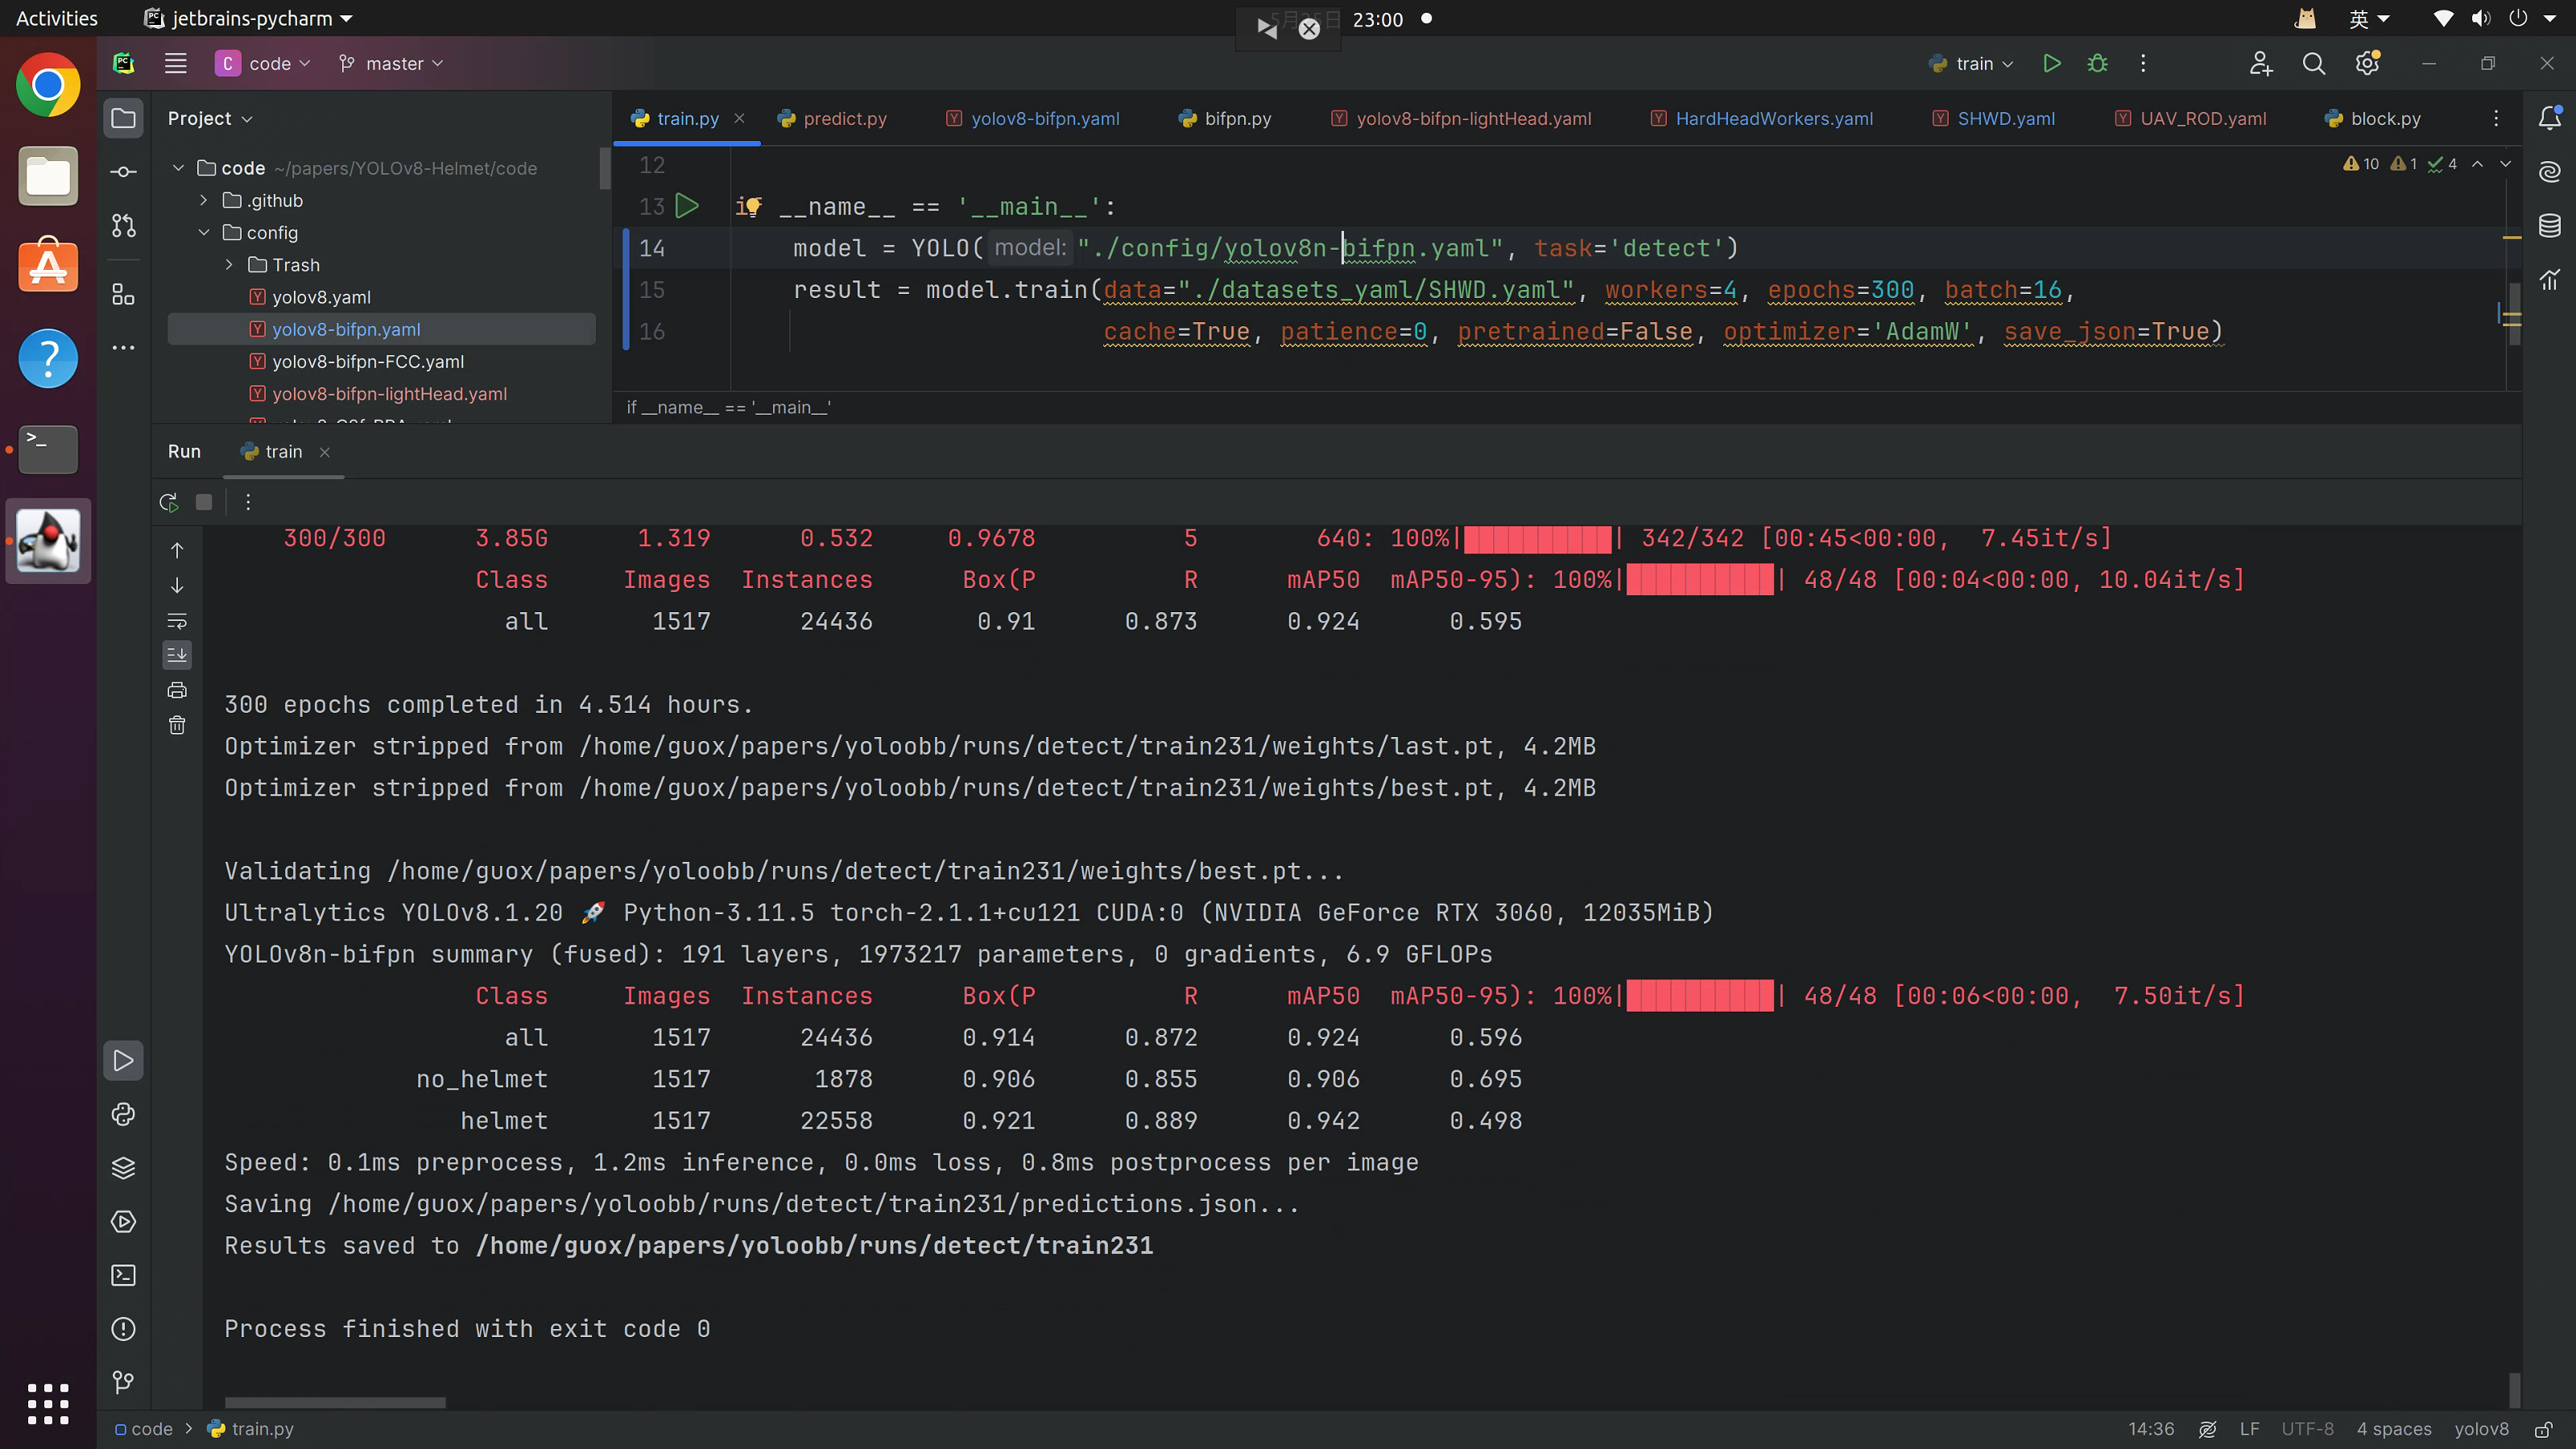 Activities
jetbrains-pycharm
23:00
英
code
master
train
Project
train.py
predict.py
yolov8-bifpn.yaml
bifpn.py
yolov8-bifpn-lightHead.yaml
HardHeadWorkers.yaml
SHWD.yaml
UAV_ROD.yaml
block.py
code ~/papers/YOLOv8-Helmet/code
.github
config
Trash
yolov8.yaml
yolov8-bifpn.yaml
yolov8-bifpn-FCC.yaml
yolov8-bifpn-lightHead.yaml
10 1 4
12
13 if __name__ == '__main__':
14 model = YOLO( model: "./config/yolov8n-bifpn.yaml", task='detect')
15 result = model.train(data="./datasets_yaml/SHWD.yaml", workers=4, epochs=300, batch=16,
16 cache=True, patience=0, pretrained=False, optimizer='AdamW', save_json=True)
if __name__ == '__main__'
Run
train
300/300 3.85G 1.319 0.532 0.9678 5 640: 100%|██████████| 342/342 [00:45<00:00, 7.45it/s]
Class Images Instances Box(P R mAP50 mAP50-95): 100%|██████████| 48/48 [00:04<00:00, 10.04it/s]
all 1517 24436 0.91 0.873 0.924 0.595
300 epochs completed in 4.514 hours.
Optimizer stripped from /home/guox/papers/yoloobb/runs/detect/train231/weights/last.pt, 4.2MB
Optimizer stripped from /home/guox/papers/yoloobb/runs/detect/train231/weights/best.pt, 4.2MB
Validating /home/guox/papers/yoloobb/runs/detect/train231/weights/best.pt...
Ultralytics YOLOv8.1.20 🚀 Python-3.11.5 torch-2.1.1+cu121 CUDA:0 (NVIDIA GeForce RTX 3060, 12035MiB)
YOLOv8n-bifpn summary (fused): 191 layers, 1973217 parameters, 0 gradients, 6.9 GFLOPs
Class Images Instances Box(P R mAP50 mAP50-95): 100%|██████████| 48/48 [00:06<00:00, 7.50it/s]
all 1517 24436 0.914 0.872 0.924 0.596
no_helmet 1517 1878 0.906 0.855 0.906 0.695
helmet 1517 22558 0.921 0.889 0.942 0.498
Speed: 0.1ms preprocess, 1.2ms inference, 0.0ms loss, 0.8ms postprocess per image
Saving /home/guox/papers/yoloobb/runs/detect/train231/predictions.json...
Results saved to /home/guox/papers/yoloobb/runs/detect/train231
Process finished with exit code 0
code > train.py
14:36
LF
UTF-8
4 spaces
yolov8